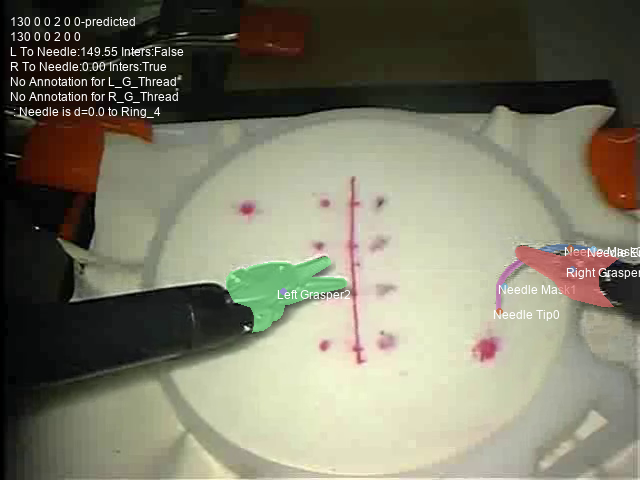 130 0 0 2 0 0-predicted
130 0 0 2 0 0
L To Needle:149.55 Inters:False
R To Needle:0.00 Inters:True
No Annotation for L_G_Thread
No Annotation for R_G_Thread
: Needle is d=0.0 to Ring_4
Right Grasper
Needle Mask1
Left Grasper2
Needle Tip0